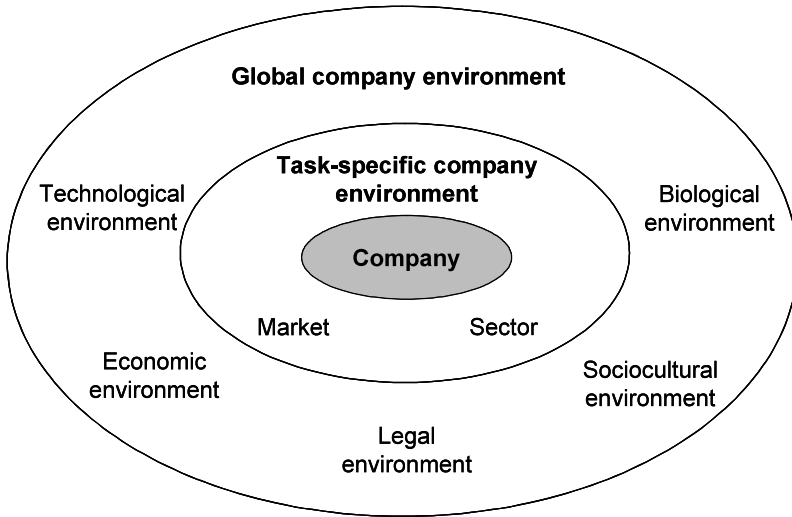 Global company environment
Task-specific company
environment
Technological
environment
Biological
environment
Company
Market
Sector
Economic
environment
Sociocultural
environment
Legal
environment